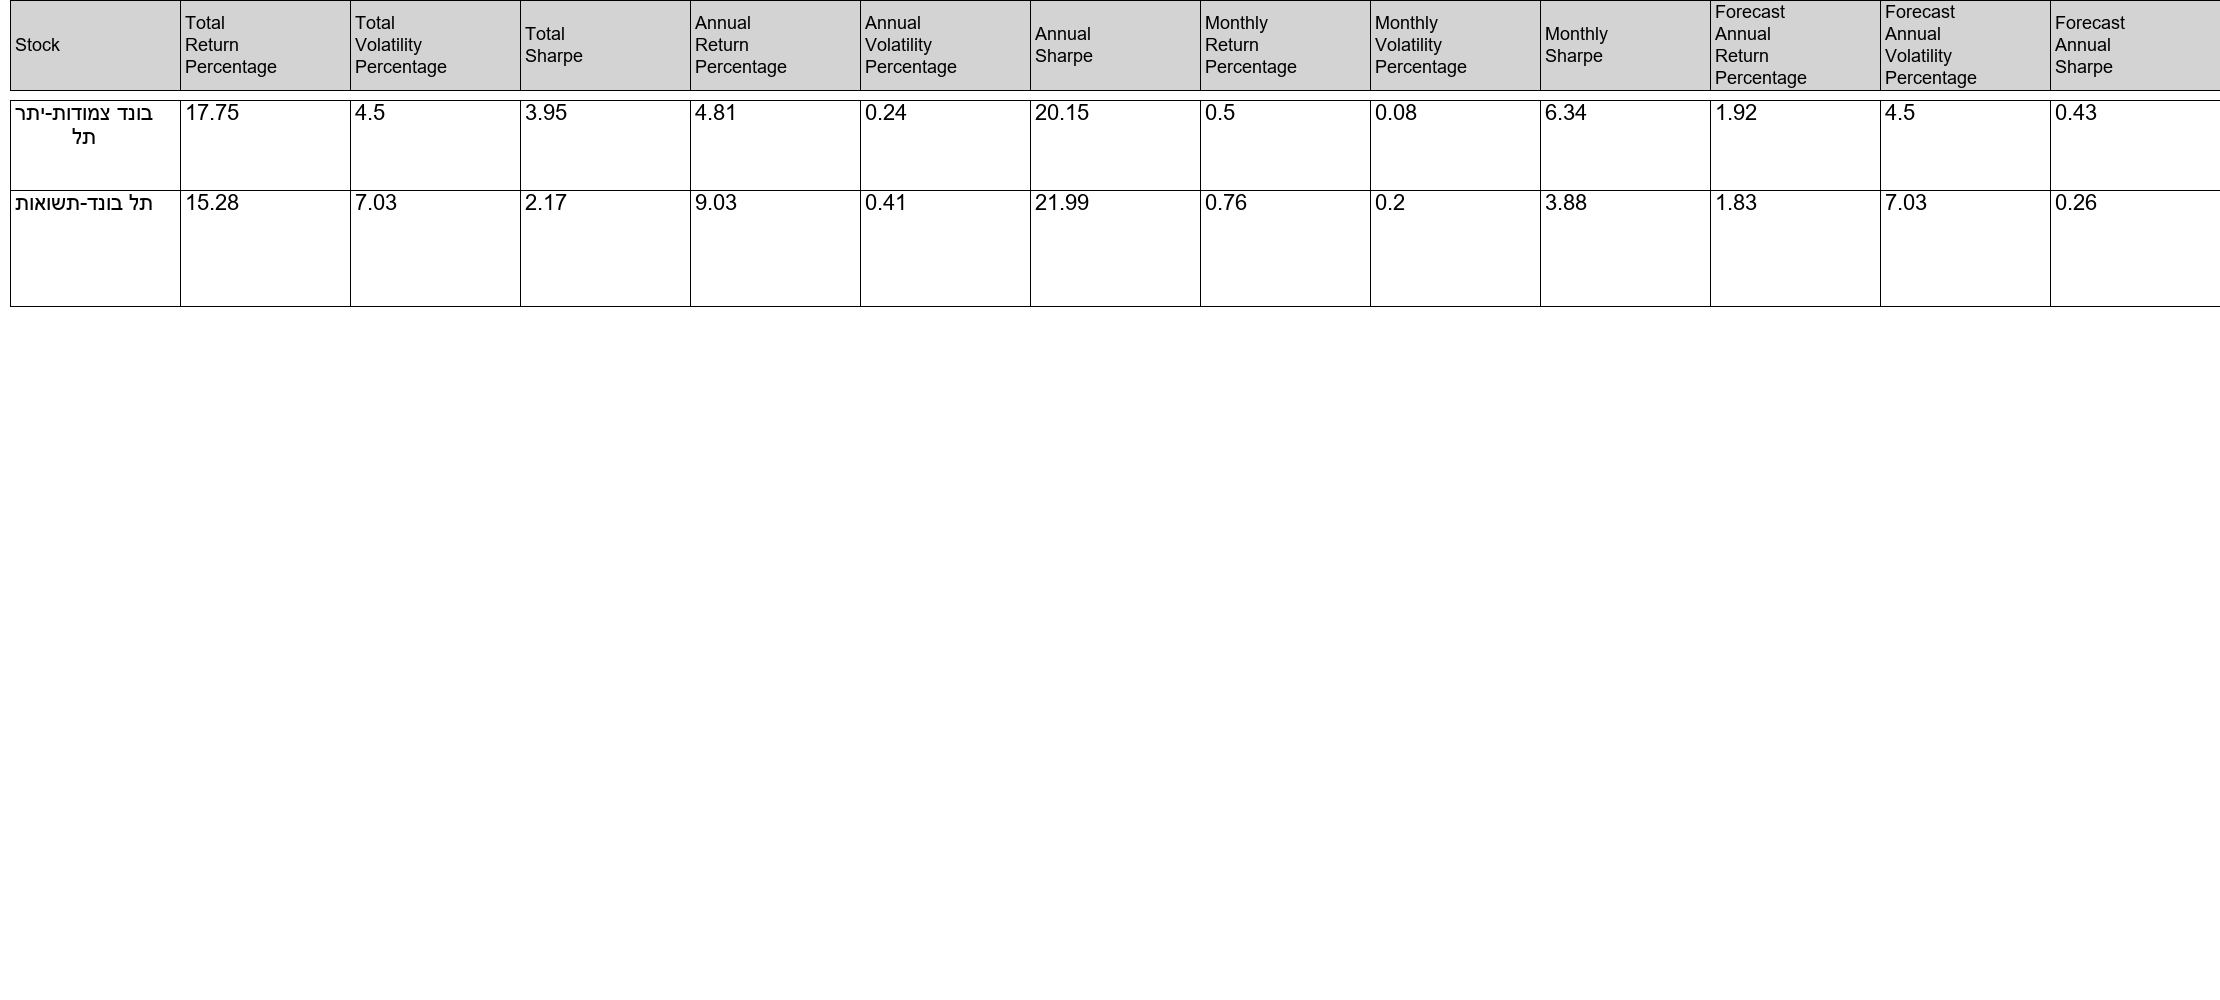 Stock
Total
Return
Percentage
Total
Volatility
Percentage
Total
Sharpe
Annual
Return
Percentage
Annual
Volatility
Percentage
Annual
Sharpe
Monthly
Return
Percentage
Monthly
Volatility
Percentage
Monthly
Sharpe
Forecast
Annual
Return
Percentage
Forecast
Annual
Volatility
Percentage
Forecast
Annual
Sharpe
בונד צמודות-יתר
תל
17.75
4.5
3.95
4.81
0.24
20.15
0.5
0.08
6.34
1.92
4.5
0.43
תל בונד-תשואות
15.28
7.03
2.17
9.03
0.41
21.99
0.76
0.2
3.88
1.83
7.03
0.26